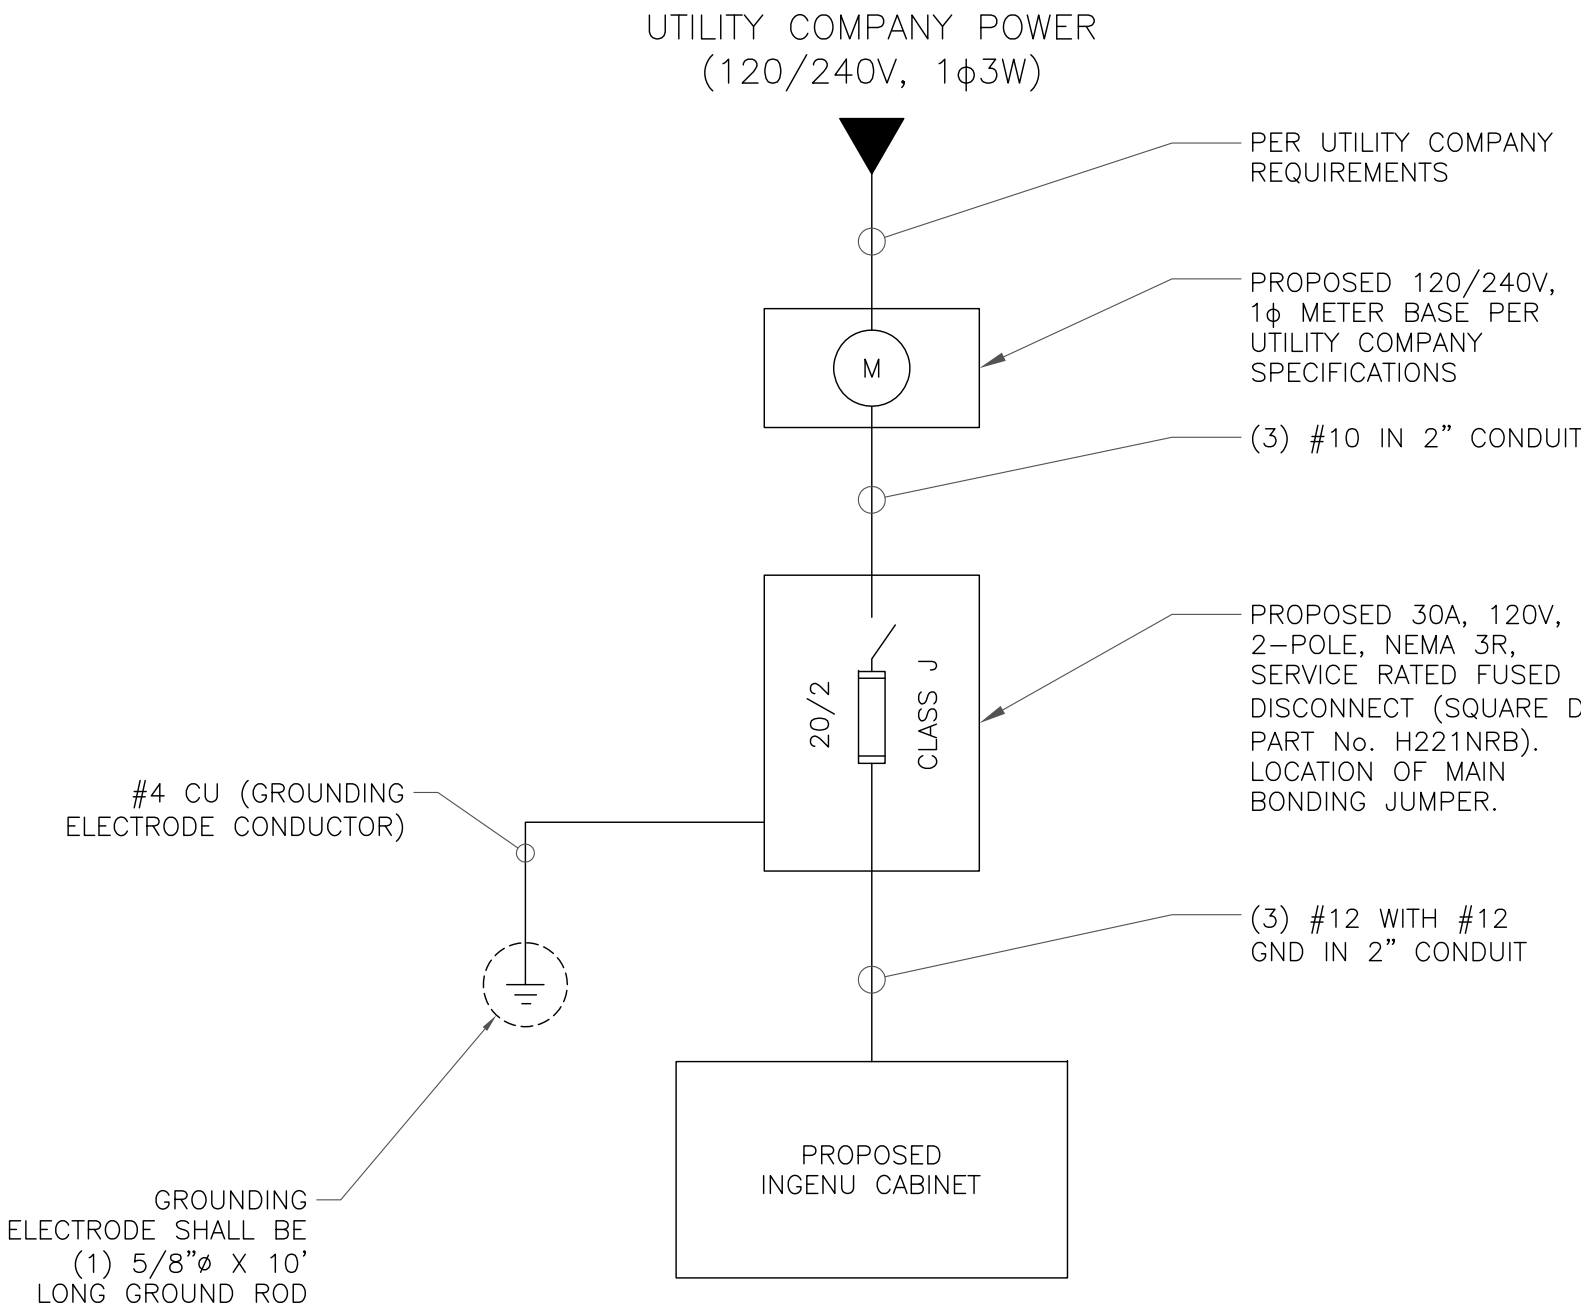 UTILITY COMPANY POWER
(120/240V, 1ϕ3W)
PER UTILITY COMPANY
REQUIREMENTS
PROPOSED 120/240V,
1ϕ METER BASE PER
UTILITY COMPANY
SPECIFICATIONS
M
(3) #10 IN 2” CONDUIT
PROPOSED 30A, 120V,
2–POLE, NEMA 3R,
SERVICE RATED FUSED
DISCONNECT (SQUARE D
PART No. H221NRB).
LOCATION OF MAIN
BONDING JUMPER.
20/2
CLASS J
#4 CU (GROUNDING
ELECTRODE CONDUCTOR)
(3) #12 WITH #12
GND IN 2” CONDUIT
PROPOSED
INGENU CABINET
GROUNDING
ELECTRODE SHALL BE
(1) 5/8”ø X 10’
LONG GROUND ROD